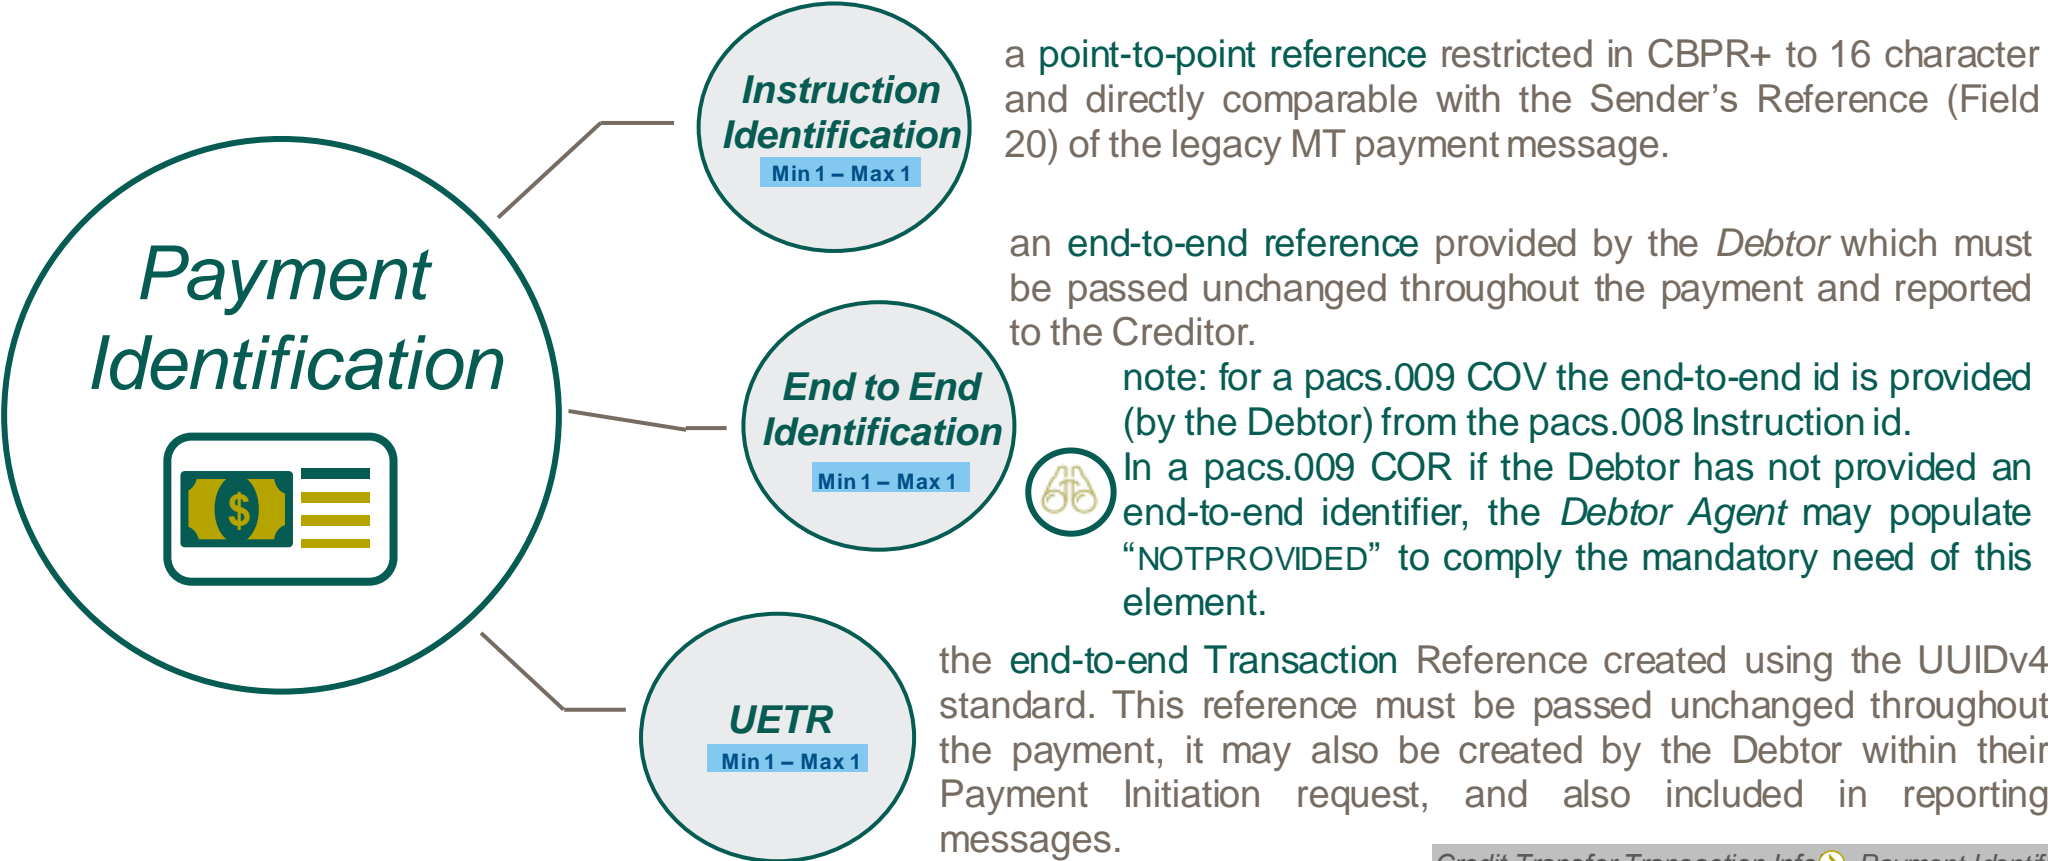 Payment
Identification
$
Instruction
Identification
Min 1 – Max 1
a point-to-point reference restricted in CBPR+ to 16 character
and directly comparable with the Sender’s Reference (Field
20) of the legacy MT payment message.
End to End
Identification
Min 1 – Max 1
an end-to-end reference provided by the Debtor which must
be passed unchanged throughout the payment and reported
to the Creditor.
note: for a pacs.009 COV the end-to-end id is provided
(by the Debtor) from the pacs.008 Instruction id.
In a pacs.009 COR if the Debtor has not provided an
end-to-end identifier, the Debtor Agent may populate
“NOTPROVIDED” to comply the mandatory need of this
element.
UETR
Min 1 – Max 1
the end-to-end Transaction Reference created using the UUIDv4
standard. This reference must be passed unchanged throughout
the payment, it may also be created by the Debtor within their
Payment Initiation request, and also included in reporting
messages.
Credit Transfer Transaction Info Payment Identif